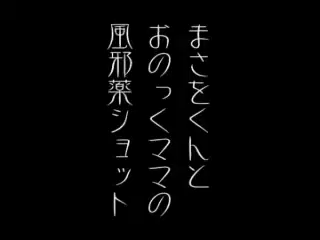 まさをくんと
おのっくママの
風邪薬ショット